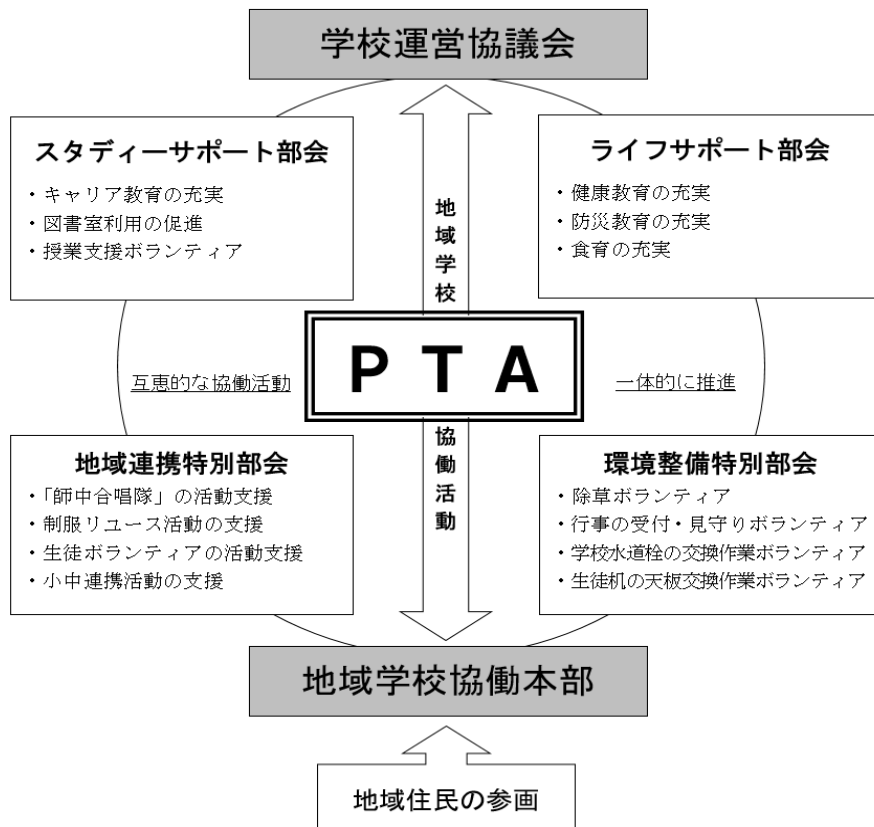 学校運営協議会
スタディーサポート部会
・キャリア教育の充実
・図書室利用の促進
・授業支援ボランティア
ライフサポート部会
・健康教育の充実
・防災教育の充実
・食育の充実
地域学校
PTA
協働活動
互恵的な協働活動
一体的に推進
地域連携特別部会
・「師中合唱隊」の活動支援
・制服リユース活動の支援
・生徒ボランティアの活動支援
・小中連携活動の支援
環境整備特別部会
・除草ボランティア
・行事の受付・見守りボランティア
・学校水道栓の交換作業ボランティア
・生徒机の天板交換作業ボランティア
地域学校協働本部
地域住民の参画